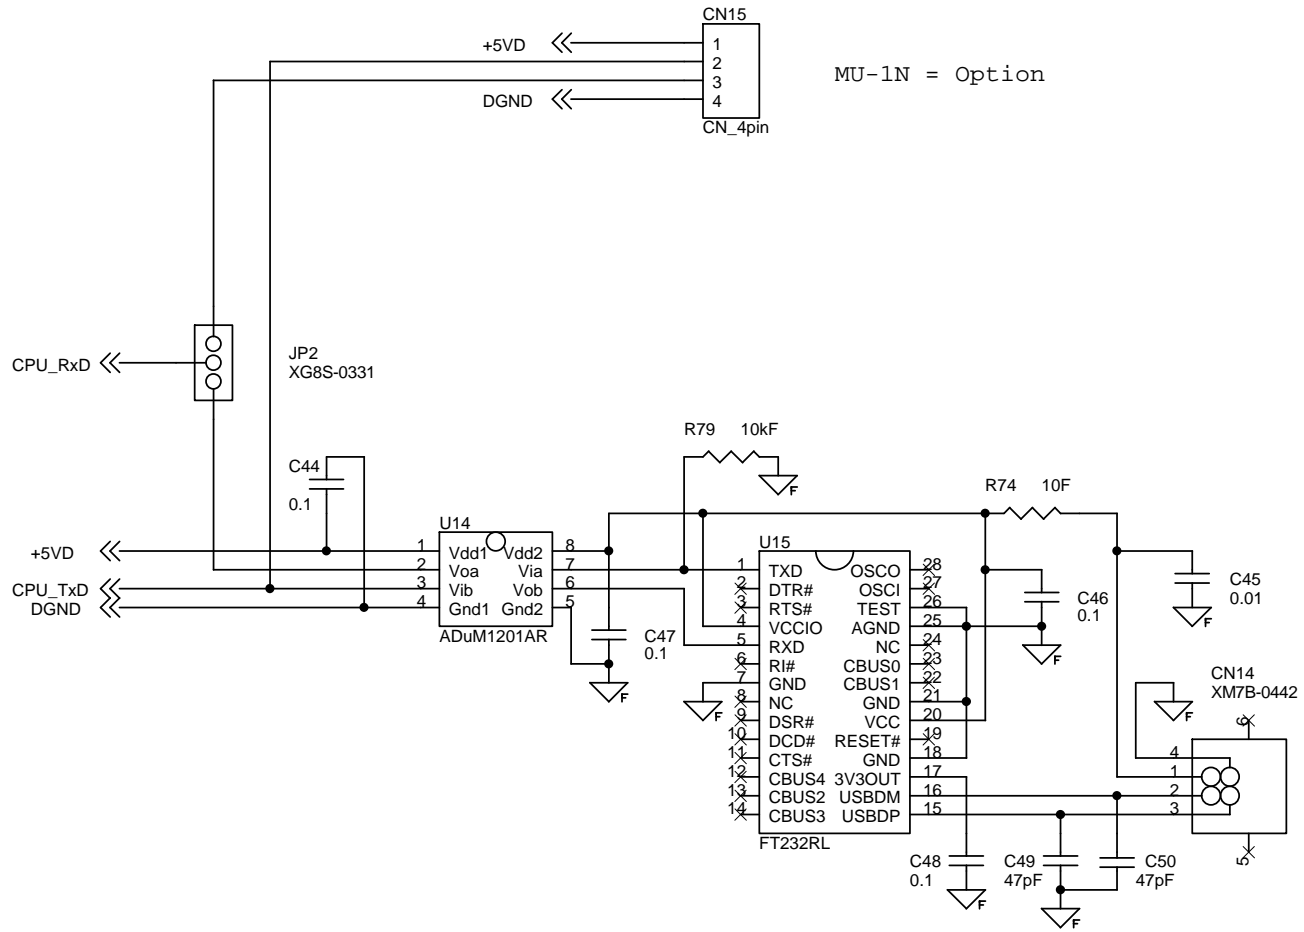 CN15
+5VD
1
2
3
DGND
4
CN_4pin
MU-1N = Option
CPU_RxD
JP2
XG8S-0331
R79 10kF
F
C44
0.1
R74 10F
U14
+5VD
1 Vdd1 Vdd2 8
2 Voa Via 7
CPU_TxD
3 Vib Vob 6
DGND
4 Gnd1 Gnd2 5
ADuM1201AR
C47
0.1
F
U15
1 TXD OSCO 28
2 DTR# OSCI 27
3 RTS# TEST 26
4 VCCIO AGND 25
5 RXD NC 24
6 RI# CBUS0 23
7 GND CBUS1 22
8 NC GND 21
9 DSR# VCC 20
10 DCD# RESET# 19
11 CTS# GND 18
12 CBUS4 3V3OUT 17
13 CBUS2 USBDM 16
14 CBUS3 USBDP 15
FT232RL
F
C46
0.1
F
C45
0.01
F
CN14
XM7B-0442
F
6
4
1
2
3
5
C48
0.1
F
C49
47pF
C50
47pF
F